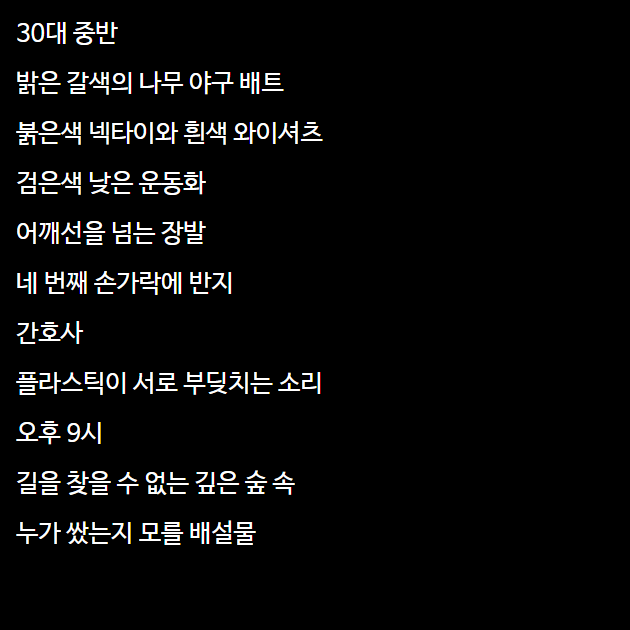 30대 중반
밝은 갈색의 나무 야구 배트
붉은색 넥타이와 흰색 와이셔츠
검은색 낮은 운동화
어깨선을 넘는 장발
네 번째 손가락에 반지
간호사
플라스틱이 서로 부딪치는 소리
오후 9시
길을 찾을 수 없는 깊은 숲 속
누가 쌌는지 모를 배설물